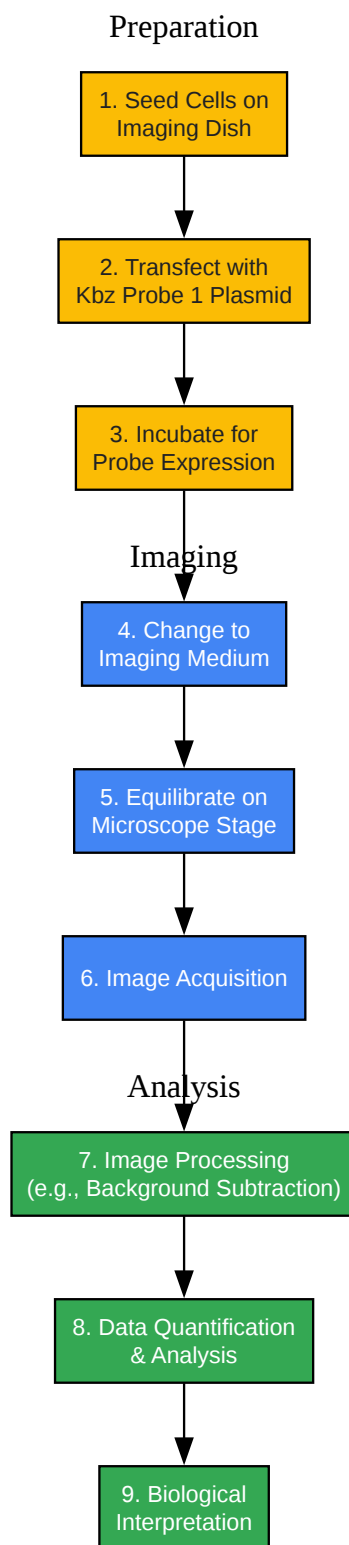 Preparation
1. Seed Cells on
Imaging Dish
2. Transfect with
Kbz Probe 1 Plasmid
3. Incubate for
Probe Expression
Imaging
4. Change to
Imaging Medium
5. Equilibrate on
Microscope Stage
6. Image Acquisition
Analysis
7. Image Processing
(e.g., Background Subtraction)
8. Data Quantification
& Analysis
9. Biological
Interpretation